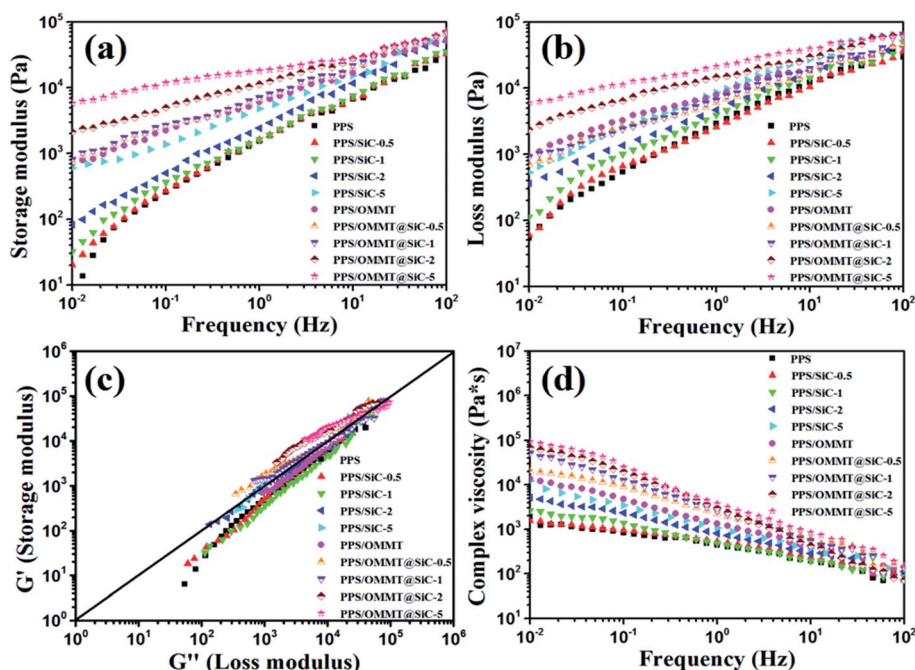 (a)
Storage modulus (Pa)
10^5
10^4
10^3
10^2
10^1
PPS
PPS/SiC-0.5
PPS/SiC-1
PPS/SiC-2
PPS/SiC-5
PPS/OMMT
PPS/OMMT@SiC-0.5
PPS/OMMT@SiC-1
PPS/OMMT@SiC-2
PPS/OMMT@SiC-5
10^-2 10^-1 10^0 10^1 10^2
Frequency (Hz)
(b)
Loss modulus (Pa)
10^5
10^4
10^3
10^2
10^1
PPS
PPS/SiC-0.5
PPS/SiC-1
PPS/SiC-2
PPS/SiC-5
PPS/OMMT
PPS/OMMT@SiC-0.5
PPS/OMMT@SiC-1
PPS/OMMT@SiC-2
PPS/OMMT@SiC-5
10^-2 10^-1 10^0 10^1 10^2
Frequency (Hz)
(c)
G' (Storage modulus)
10^6
10^5
10^4
10^3
10^2
10^1
10^0
PPS
PPS/SiC-0.5
PPS/SiC-1
PPS/SiC-2
PPS/SiC-5
PPS/OMMT
PPS/OMMT@SiC-0.5
PPS/OMMT@SiC-1
PPS/OMMT@SiC-2
PPS/OMMT@SiC-5
10^0 10^1 10^2 10^3 10^4 10^5 10^6
G'' (Loss modulus)
(d)
Complex viscosity (Pa*s)
10^7
10^6
10^5
10^4
10^3
10^2
10^1
PPS
PPS/SiC-0.5
PPS/SiC-1
PPS/SiC-2
PPS/SiC-5
PPS/OMMT
PPS/OMMT@SiC-0.5
PPS/OMMT@SiC-1
PPS/OMMT@SiC-2
PPS/OMMT@SiC-5
10^-2 10^-1 10^0 10^1 10^2
Frequency (Hz)